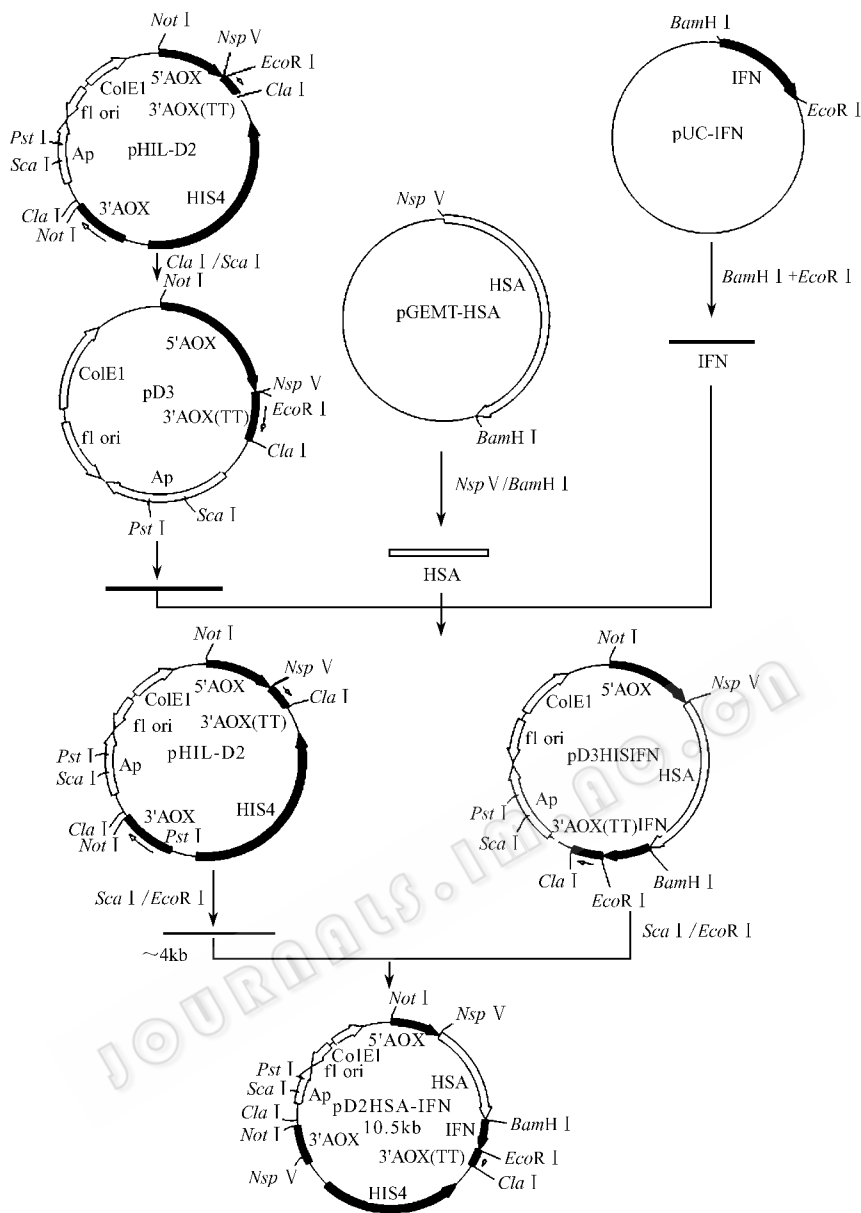 Not Ⅰ
Nsp Ⅴ
EcoR Ⅰ
Cla Ⅰ
5'AOX
3'AOX(TT)
ColE1
f1 ori
Pst Ⅰ
Sca Ⅰ
Ap
pHIL-D2
HIS4
Cla Ⅰ
Not Ⅰ
3'AOX
BamH Ⅰ
IFN
EcoR Ⅰ
pUC-IFN
Cla Ⅰ/Sca Ⅰ
Not Ⅰ
5'AOX
ColE1
pD3
Nsp Ⅴ
EcoR Ⅰ
3'AOX(TT)
Cla Ⅰ
f1 ori
Ap
Sca Ⅰ
Pst Ⅰ
Nsp Ⅴ
HSA
pGEMT-HSA
BamH Ⅰ
Nsp Ⅴ/BamH Ⅰ
HSA
BamH Ⅰ+EcoR Ⅰ
IFN
Not Ⅰ
Nsp Ⅴ
5'AOX
Cla Ⅰ
ColE1
3'AOX(TT)
f1 ori
Pst Ⅰ
Sca Ⅰ
Ap
pHIL-D2
HIS4
Cla Ⅰ
Not Ⅰ
3'AOX
Pst Ⅰ
Not Ⅰ
5'AOX
Nsp Ⅴ
ColE1
f1 ori
pD3HISIFN
HSA
Pst Ⅰ
Ap
Sca Ⅰ
3'AOX(TT)
IFN
Cla Ⅰ
EcoR Ⅰ
BamH Ⅰ
Sca Ⅰ/EcoR Ⅰ
~4kb
Sca Ⅰ/EcoR Ⅰ
Not Ⅰ
Nsp Ⅴ
5'AOX
ColE1
f1 ori
Pst Ⅰ
Sca Ⅰ
Ap
Cla Ⅰ
Not Ⅰ
HSA
pD2HSA-IFN
10.5kb
IFN
BamH Ⅰ
3'AOX
3'AOX(TT)
EcoR Ⅰ
Nsp Ⅴ
Cla Ⅰ
HIS4
JOURNALS.IM.AC.CN